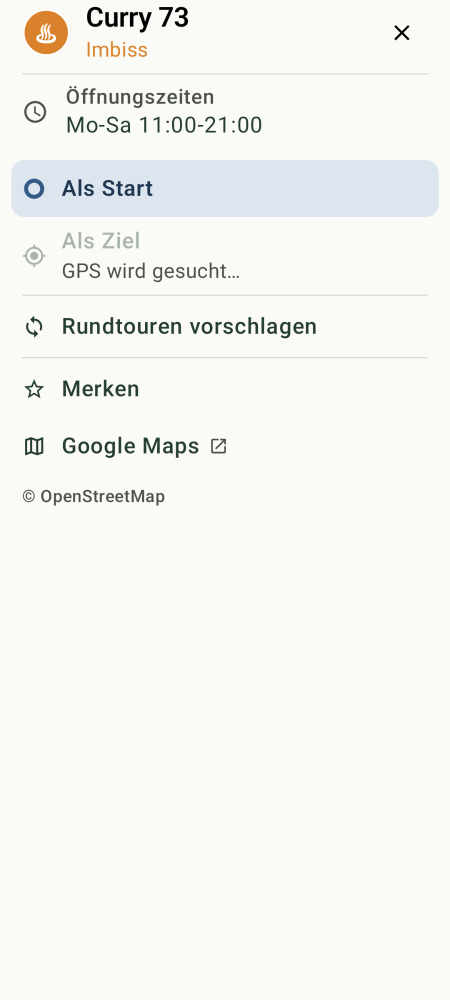 Curry 73
Imbiss
Öffnungszeiten
Mo-Sa 11:00-21:00
Als Start
Als Ziel
GPS wird gesucht…
Rundtouren vorschlagen
Merken
Google Maps
© OpenStreetMap